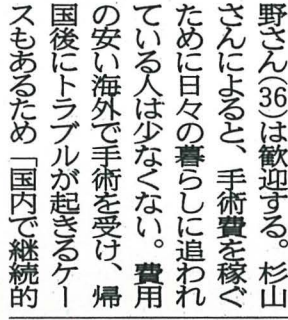 野さん(36)は歓迎する。杉山
さんによると、手術費を稼ぐ
ために日々の暮らしに追われ
ている人は少なくない。費用
の安い海外で手術を受け、帰
国後にトラブルが起きるケー
スもあるため「国内で継続的